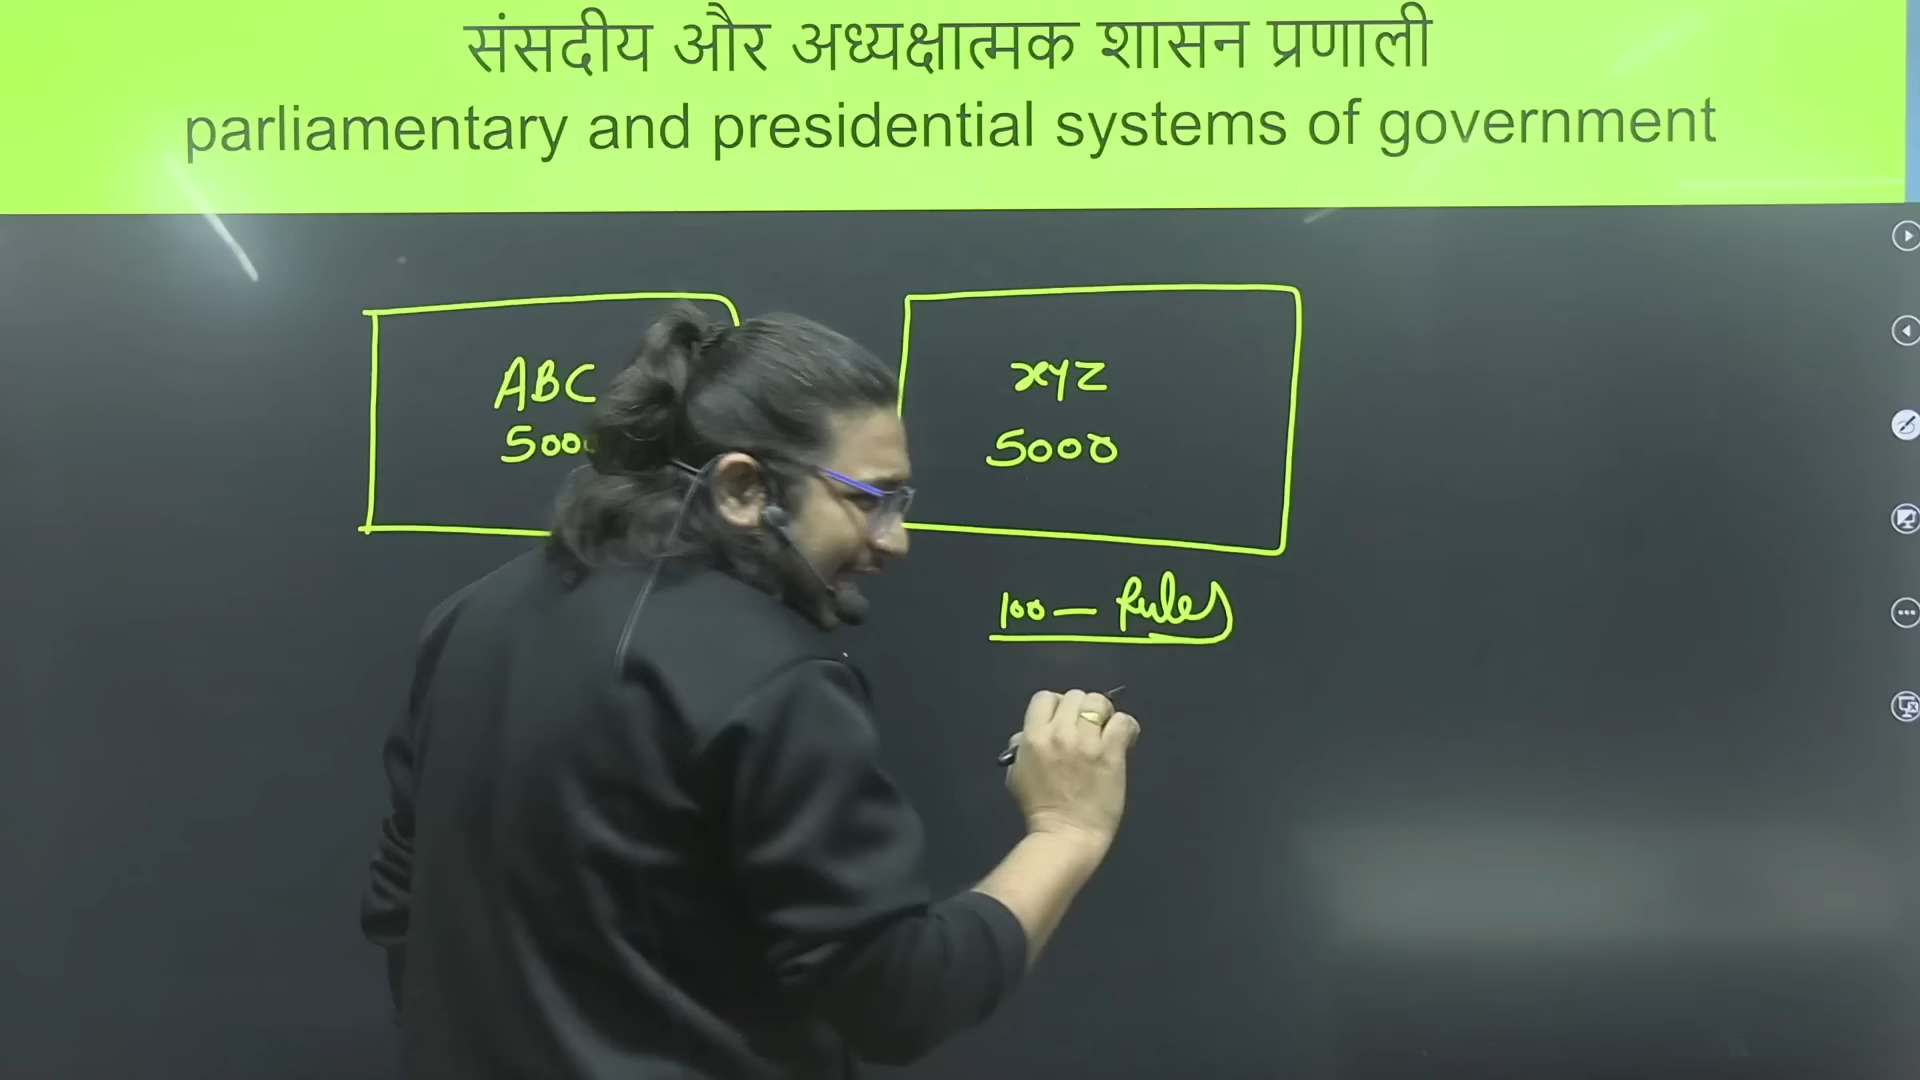 संसदीय और अध्यक्षात्मक शासन प्रणाली
parliamentary and presidential systems of government
ABC
xyz
5000
100 — Rules